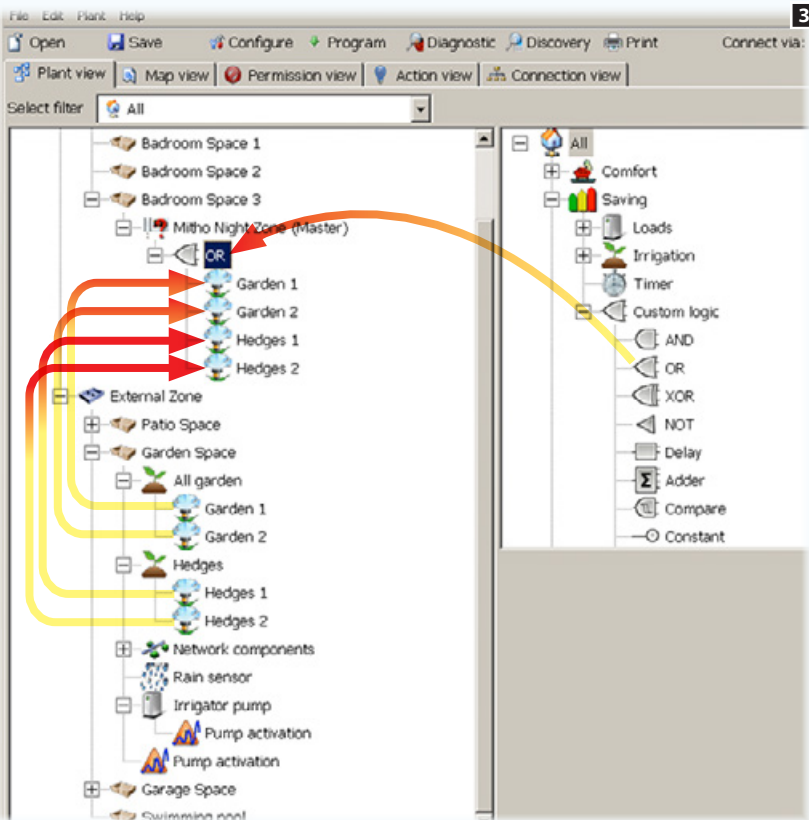 3
File Edit Plant Help
Open Save Configure Program Diagnostic Discovery Print Connect via:
Plant view Map view Permission view Action view Connection view
Select filter All
Badroom Space 1
Badroom Space 2
Badroom Space 3
Mitho Night Zone (Master)
OR
Garden 1
Garden 2
Hedges 1
Hedges 2
External Zone
Patio Space
Garden Space
All garden
Garden 1
Garden 2
Hedges
Hedges 1
Hedges 2
Network components
Rain sensor
Irrigator pump
Pump activation
Pump activation
Garage Space
Swimming pool
All
Comfort
Saving
Loads
Irrigation
Timer
Custom logic
AND
OR
XOR
NOT
Delay
Σ Adder
Compare
Constant